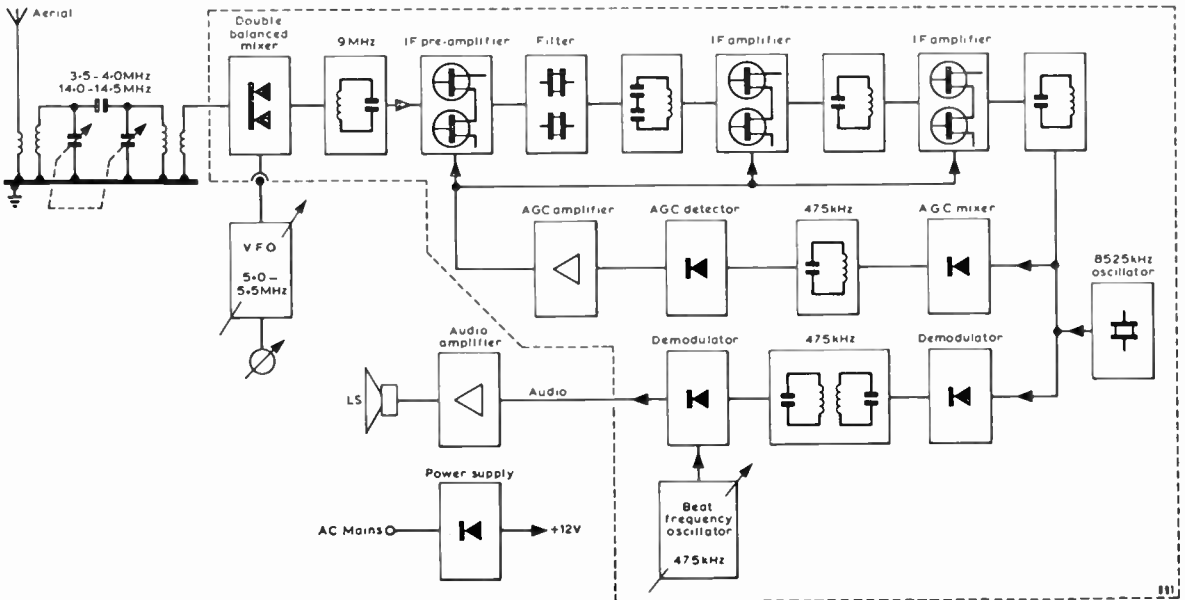 Aerial
3·5–4·0MHz
14·0–14·5MHz
Double
balanced
mixer
9MHz
IF pre-amplifier
Filter
IF amplifier
IF amplifier
VFO
5·0–
5·5MHz
AGC amplifier
AGC detector
475kHz
AGC mixer
8525kHz
oscillator
Audio
amplifier
LS
Audio
Demodulator
475kHz
Demodulator
Beat
frequency
oscillator
475kHz
Power supply
AC Mains
+12V